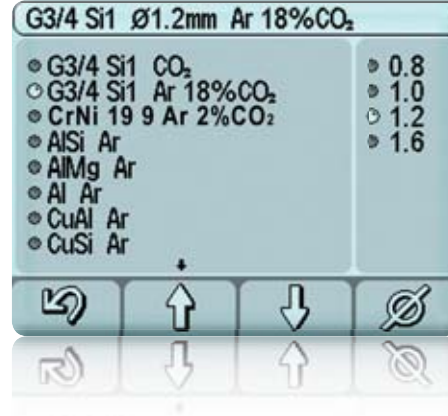 G3/4 Si1 Ø1.2mm Ar 18%CO₂
G3/4 Si1 CO₂
G3/4 Si1 Ar 18%CO₂
CrNi 19 9 Ar 2%CO₂
AlSi Ar
AlMg Ar
Al Ar
CuAl Ar
CuSi Ar
0.8
1.0
1.2
1.6